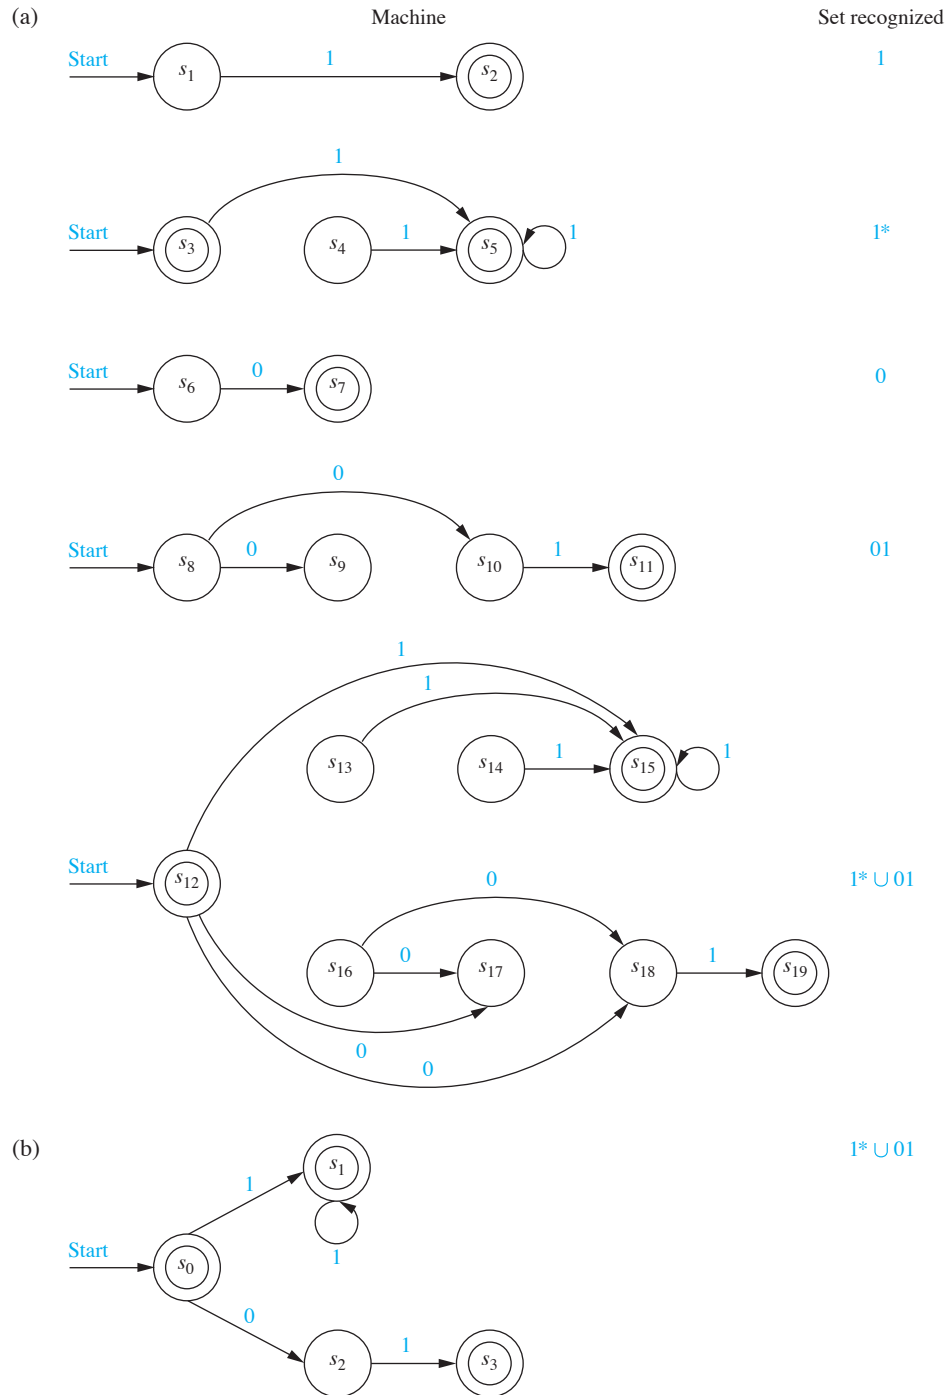 (a) Machine Set recognized
Start s₁ 1 s₂ 1
1
Start s₃ s₄ 1 s₅ 1 1*
Start s₆ 0 s₇ 0
0
Start s₈ 0 s₉ s₁₀ 1 s₁₁ 01
1
1
s₁₃ s₁₄ 1 s₁₅ 1
Start s₁₂ 1* ∪ 01
0
s₁₆ 0 s₁₇ s₁₈ 1 s₁₉
0
0
(b) 1* ∪ 01
s₁
1
1
Start s₀
0
s₂ 1 s₃